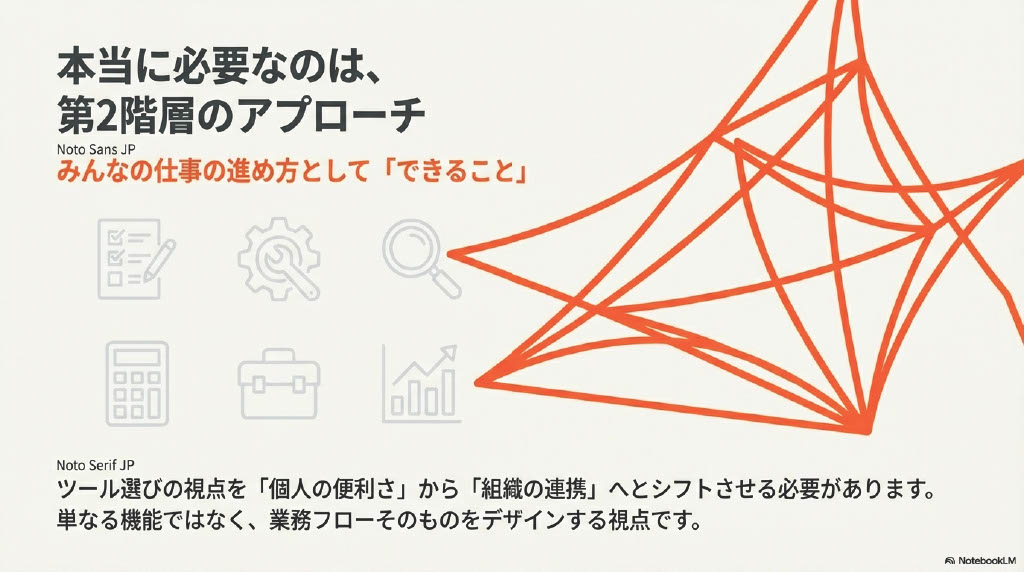 本当に必要なのは、
第2階層のアプローチ
Noto Sans JP
みんなの仕事の進め方として「できること」
Noto Serif JP
ツール選びの視点を「個人の便利さ」から「組織の連携」へとシフトさせる必要があります。
単なる機能ではなく、業務フローそのものをデザインする視点です。
NotebookLM